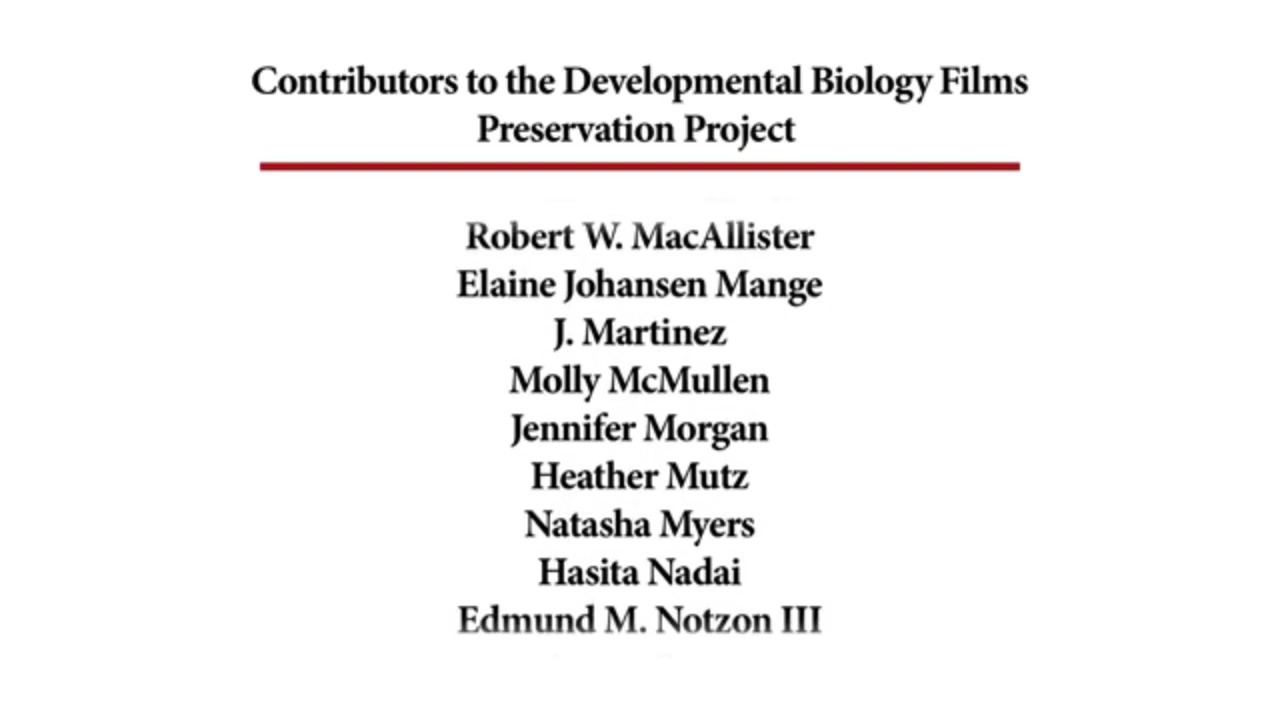 Contributors to the Developmental Biology Films
Preservation Project
Robert W. MacAllister
Elaine Johansen Mange
J. Martinez
Molly McMullen
Jennifer Morgan
Heather Mutz
Natasha Myers
Hasita Nadai
Edmund M. Notzon III